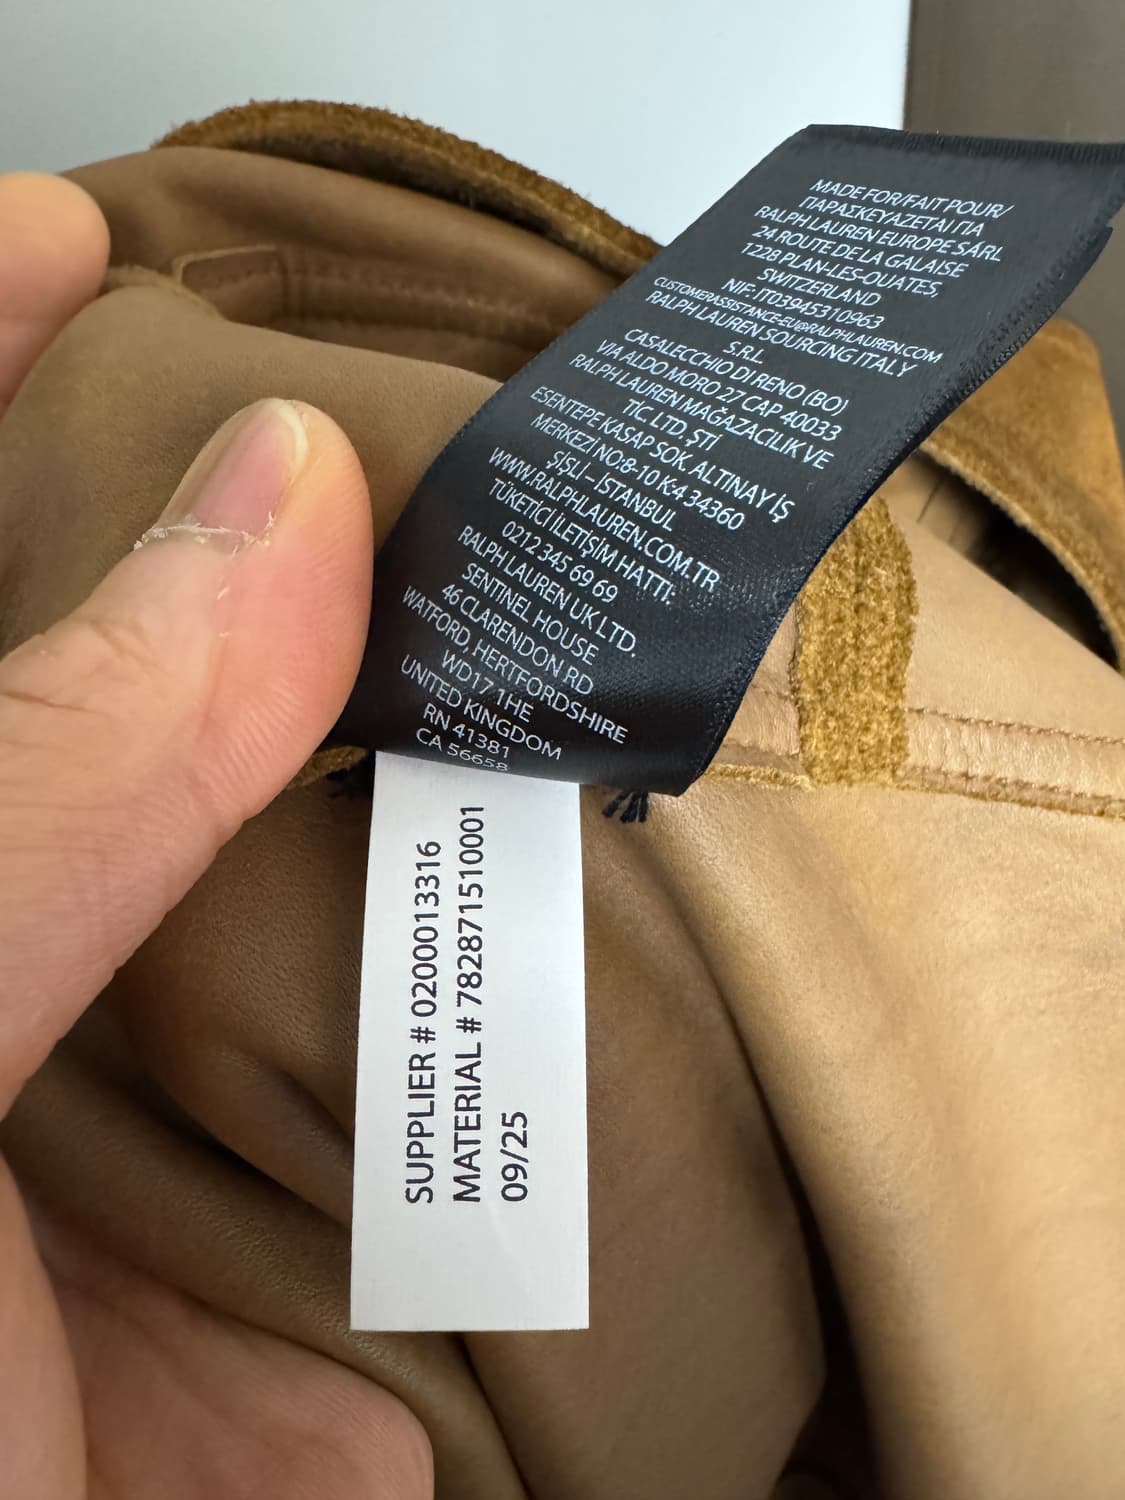 MADE FOR/FAIT POUR/
ΠΑΡΑΣΚΕΥΑΖΕΤΑΙ ΓΙΑ
RALPH LAUREN EUROPE SÁRL
24 ROUTE DE LA GALAISE
1228 PLAN-LES-OUATES,
SWITZERLAND
NIF: IT03945310963
CUSTOMERASSISTANCE-EU@RALPHLAUREN.COM
RALPH LAUREN SOURCING ITALY
S.R.L.
CASALECCHIO DI RENO (BO)
VIA ALDO MORO 27 CAP 40033
RALPH LAUREN MAĞAZACILIK VE
TİC. LTD. ŞTİ
ESENTEPE KASAP SOK. ALTINAY İŞ
MERKEZİ NO:8-10 K:4 34360
ŞİŞLİ – İSTANBUL
WWW.RALPHLAUREN.COM.TR
TÜKETİCİ İLETİŞİM HATTI:
0212 345 69 69
RALPH LAUREN UK LTD.
SENTINEL HOUSE
46 CLARENDON RD
WATFORD, HERTFORDSHIRE
WD17 1HE
UNITED KINGDOM
RN 41381
CA 56658
SUPPLIER # 0200013316
MATERIAL # 782871510001
09/25